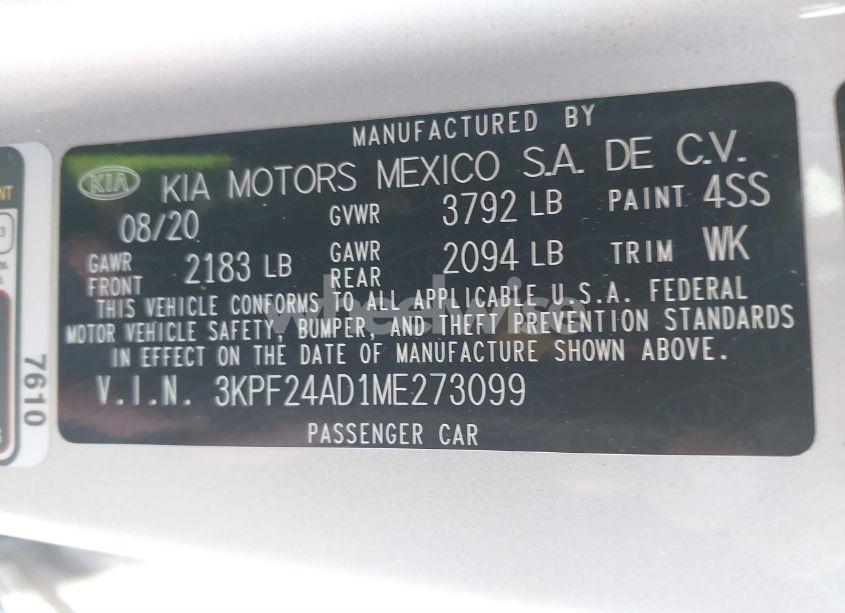 MANUFACTURED BY
KIA KIA MOTORS MEXICO S.A. DE C.V.
08/20 GVWR 3792 LB PAINT 4SS
GAWR FRONT 2183 LB GAWR REAR 2094 LB TRIM WK
THIS VEHICLE CONFORMS TO ALL APPLICABLE U.S.A. FEDERAL
MOTOR VEHICLE SAFETY, BUMPER, AND THEFT PREVENTION STANDARDS
IN EFFECT ON THE DATE OF MANUFACTURE SHOWN ABOVE.
V.I.N. 3KPF24AD1ME273099
PASSENGER CAR
7610
wheelwise